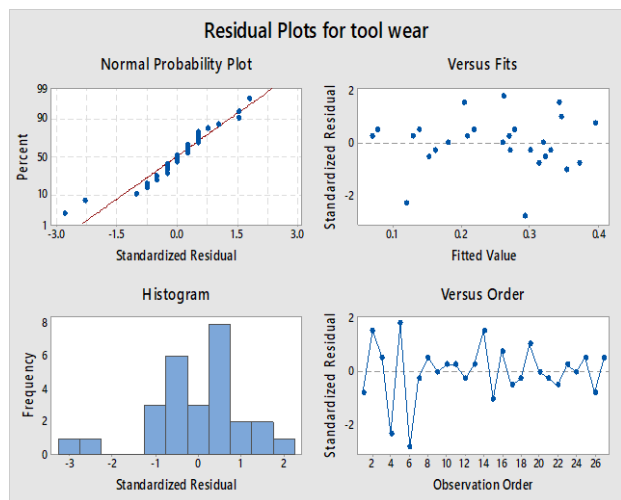 Residual Plots for tool wear
Normal Probability Plot
99
90
50
10
1
Percent
-3.0 -1.5 0.0 1.5 3.0
Standardized Residual
Versus Fits
2
0
-2
Standardized Residual
0.1 0.2 0.3 0.4
Fitted Value
Histogram
8
6
4
2
0
Frequency
-3 -2 -1 0 1 2
Standardized Residual
Versus Order
2
0
-2
Standardized Residual
2 4 6 8 10 12 14 16 18 20 22 24 26
Observation Order